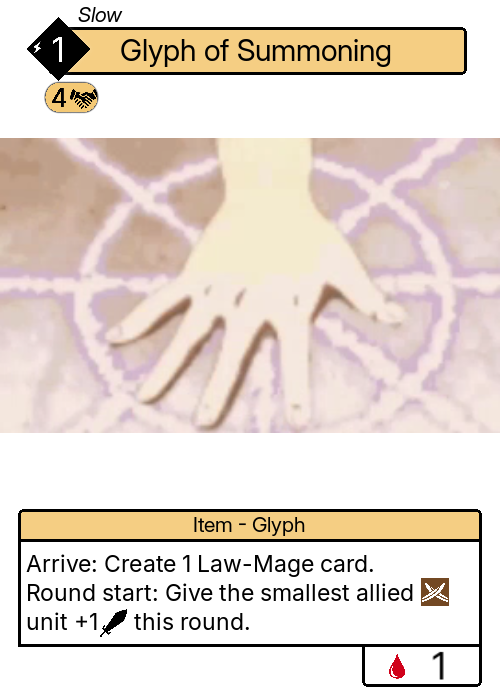 Slow
1 Glyph of Summoning
4
Item - Glyph
Arrive: Create 1 Law-Mage card.
Round start: Give the smallest allied
unit +1 this round.
1